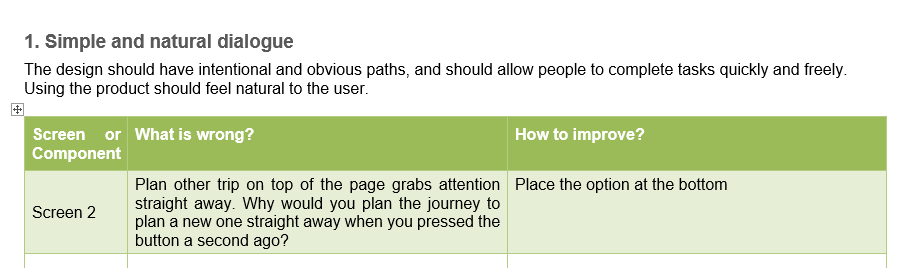 1. Simple and natural dialogue
The design should have intentional and obvious paths, and should allow people to complete tasks quickly and freely.
Using the product should feel natural to the user.
Screen or
Component
What is wrong?
How to improve?
Screen 2
Plan other trip on top of the page grabs attention
straight away. Why would you plan the journey to
plan a new one straight away when you pressed the
button a second ago?
Place the option at the bottom